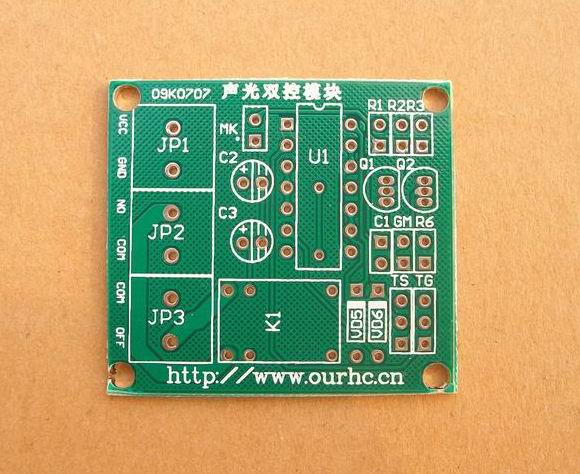 09K0707 声光双控模块
VCC
GND
NO
COM
COM
OFF
JP1
JP2
JP3
MK
C2
C3
U1
R1 R2 R3
Q1 Q2
C1 GM R6
TS TG
K1
VD5
VD6
http://www.ourhc.cn